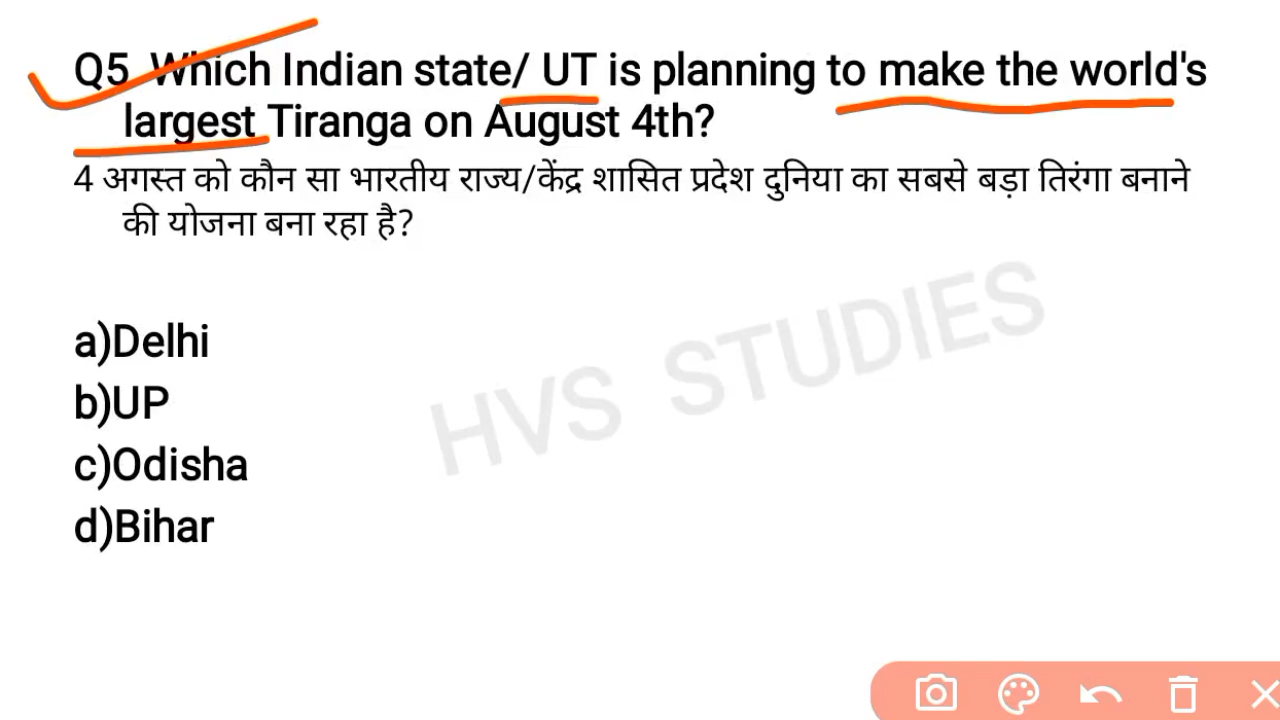 Q5 Which Indian state/ UT is planning to make the world's
largest Tiranga on August 4th?
4 अगस्त को कौन सा भारतीय राज्य/केंद्र शासित प्रदेश दुनिया का सबसे बड़ा तिरंगा बनाने
की योजना बना रहा है?
a)Delhi
b)UP
c)Odisha
d)Bihar
HVS STUDIES